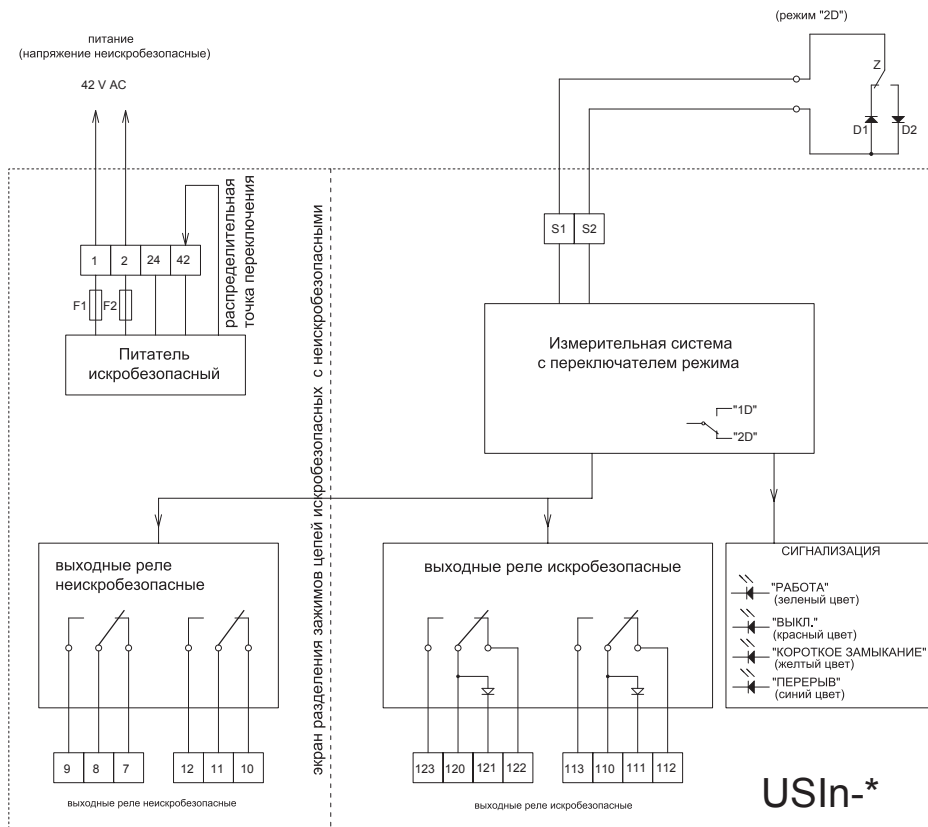 (режим "2D")
питание
(напряжение неискробезопасные)
42 V AC
Z
D1
D2
распределительная
точка переключения
экран разделения зажимов цепей искробезопасных с неискробезопасными
S1 S2
1 2 24 42
F1 F2
Питатель
искробезопасный
Измерительная система
с переключателем режима
"1D"
"2D"
выходные реле
неискробезопасные
выходные реле искробезопасные
СИГНАЛИЗАЦИЯ
"РАБОТА"
(зеленый цвет)
"ВЫКЛ."
(красный цвет)
"КОРОТКОЕ ЗАМЫКАНИЕ"
(желтый цвет)
"ПЕРЕРЫВ"
(синий цвет)
9 8 7 12 11 10
123 120 121 122 113 110 111 112
выходные реле неискробезопасные
выходные реле искробезопасные
USIn-*